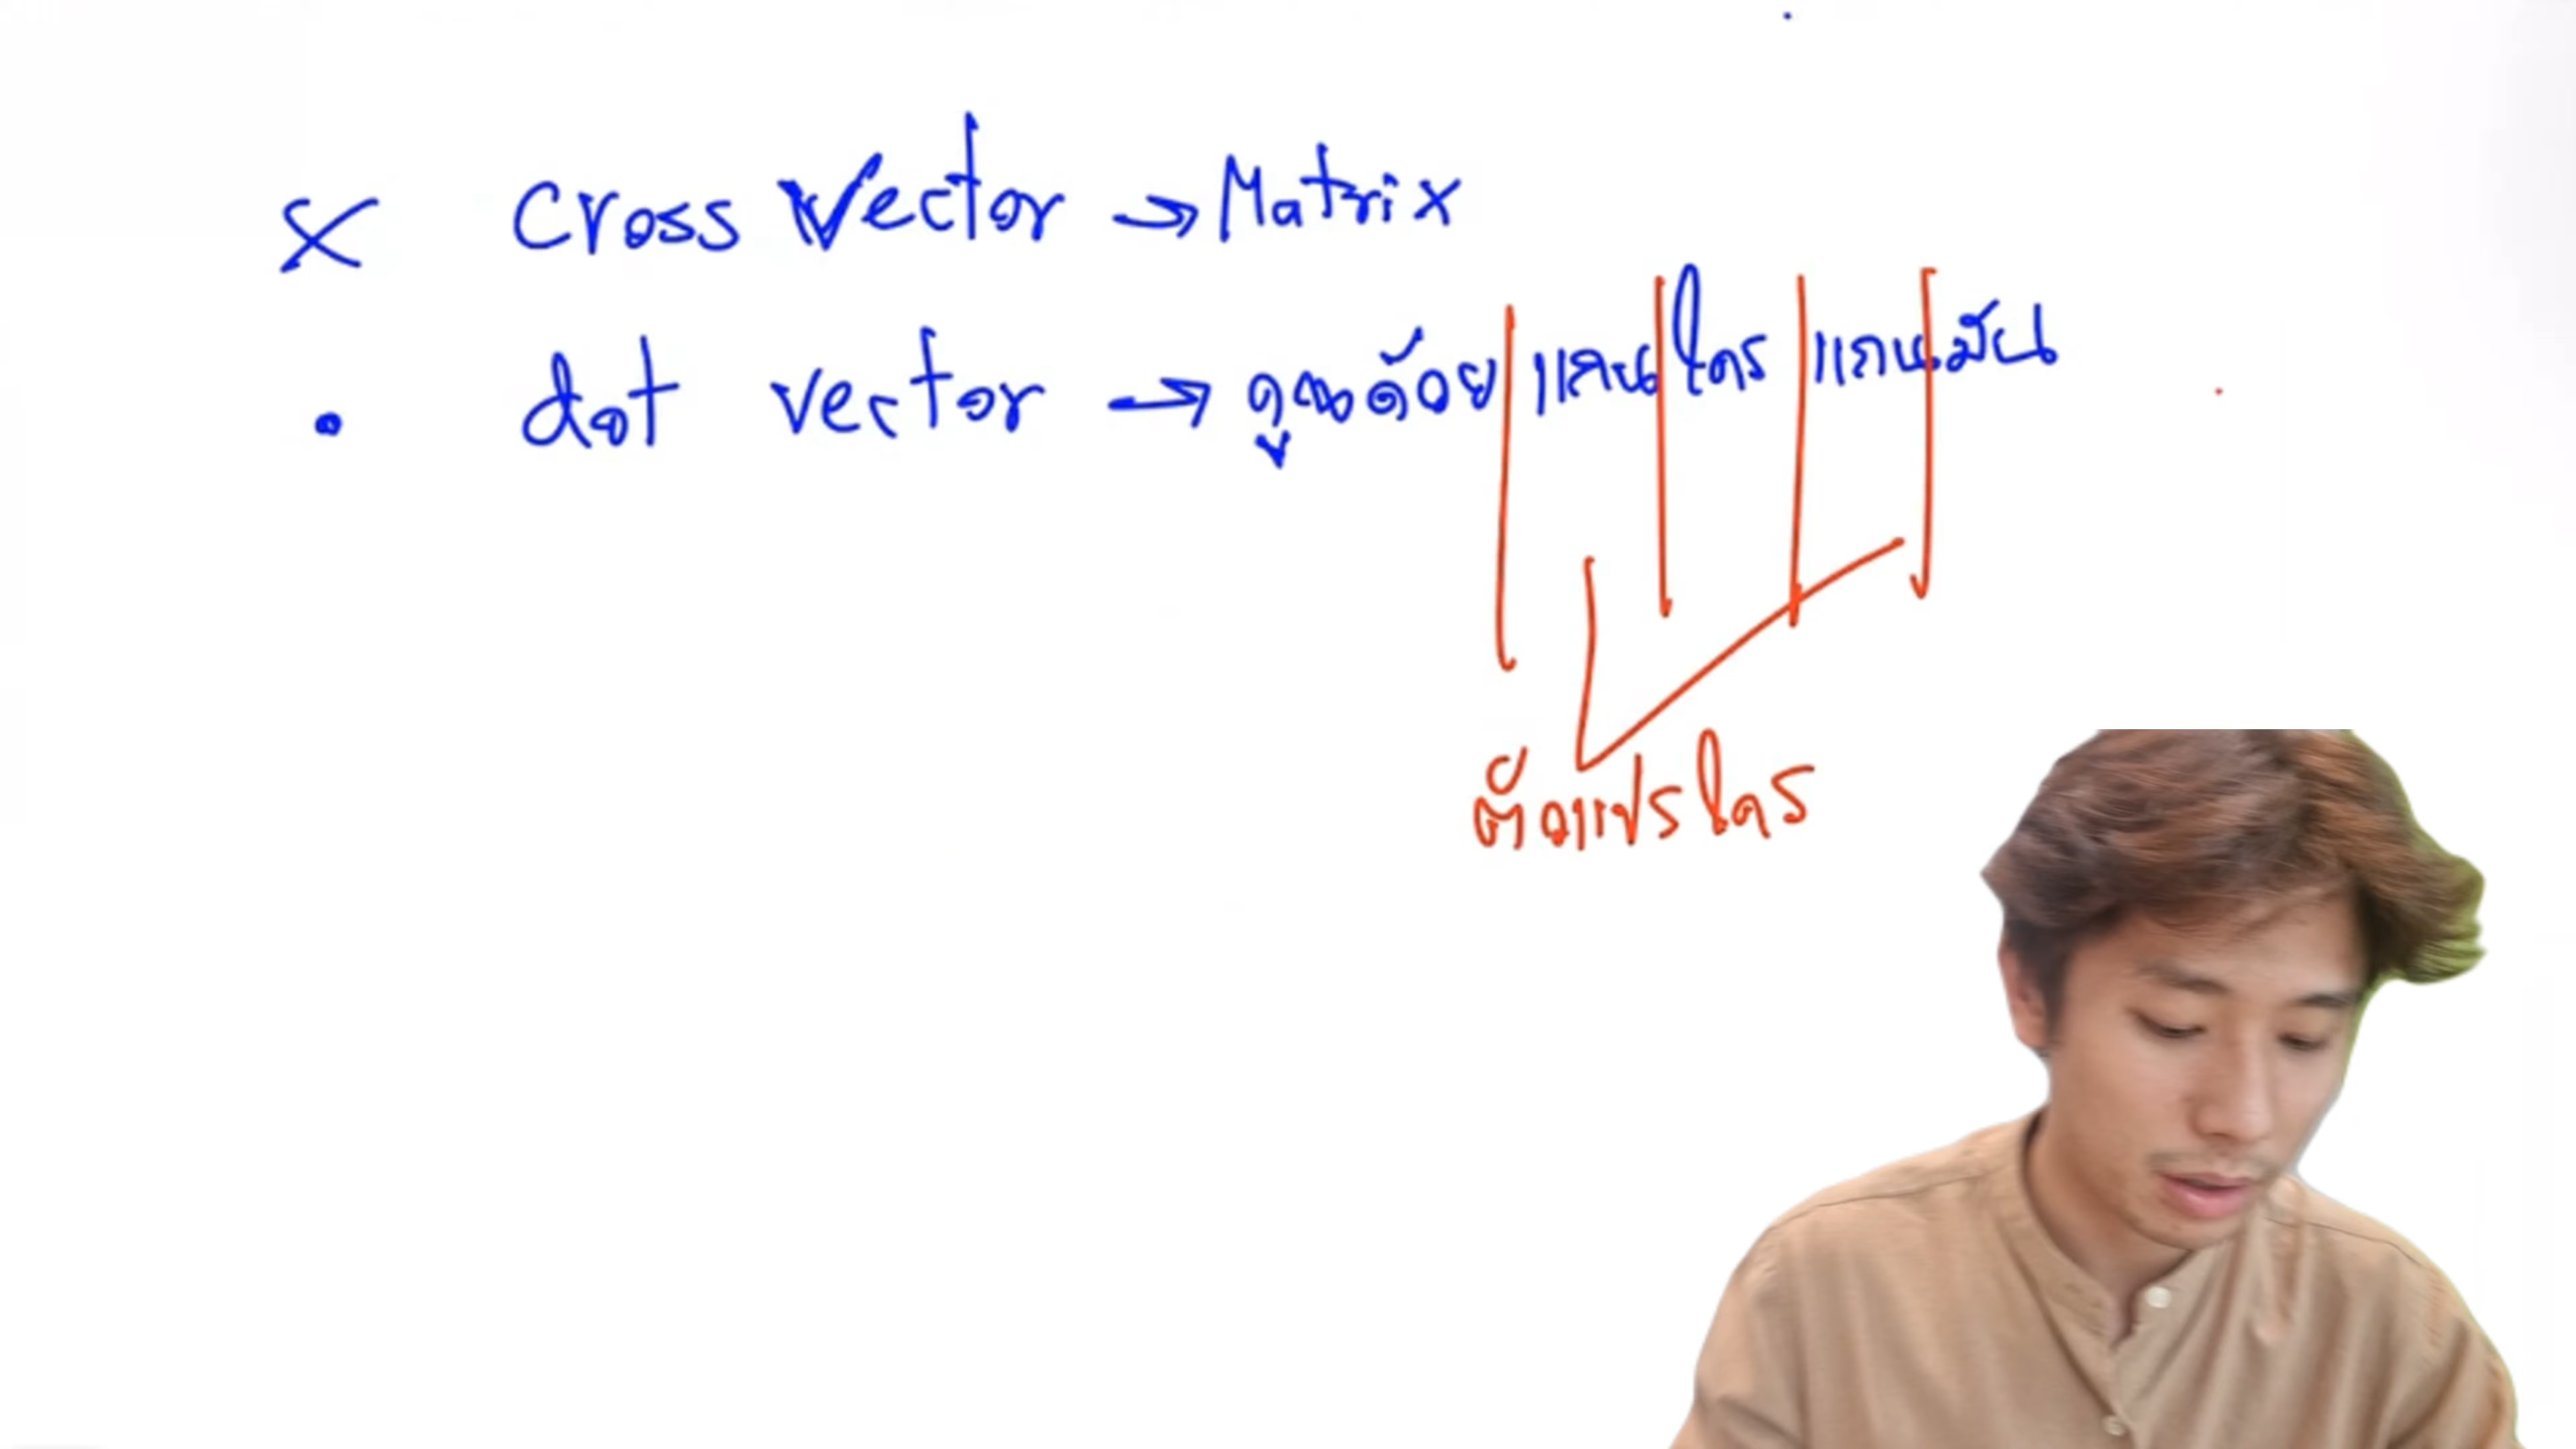 × Cross Vector → Matrix
• dot vector → คูณด้วย แกนใคร แกนมัน
ตัวแปรใคร